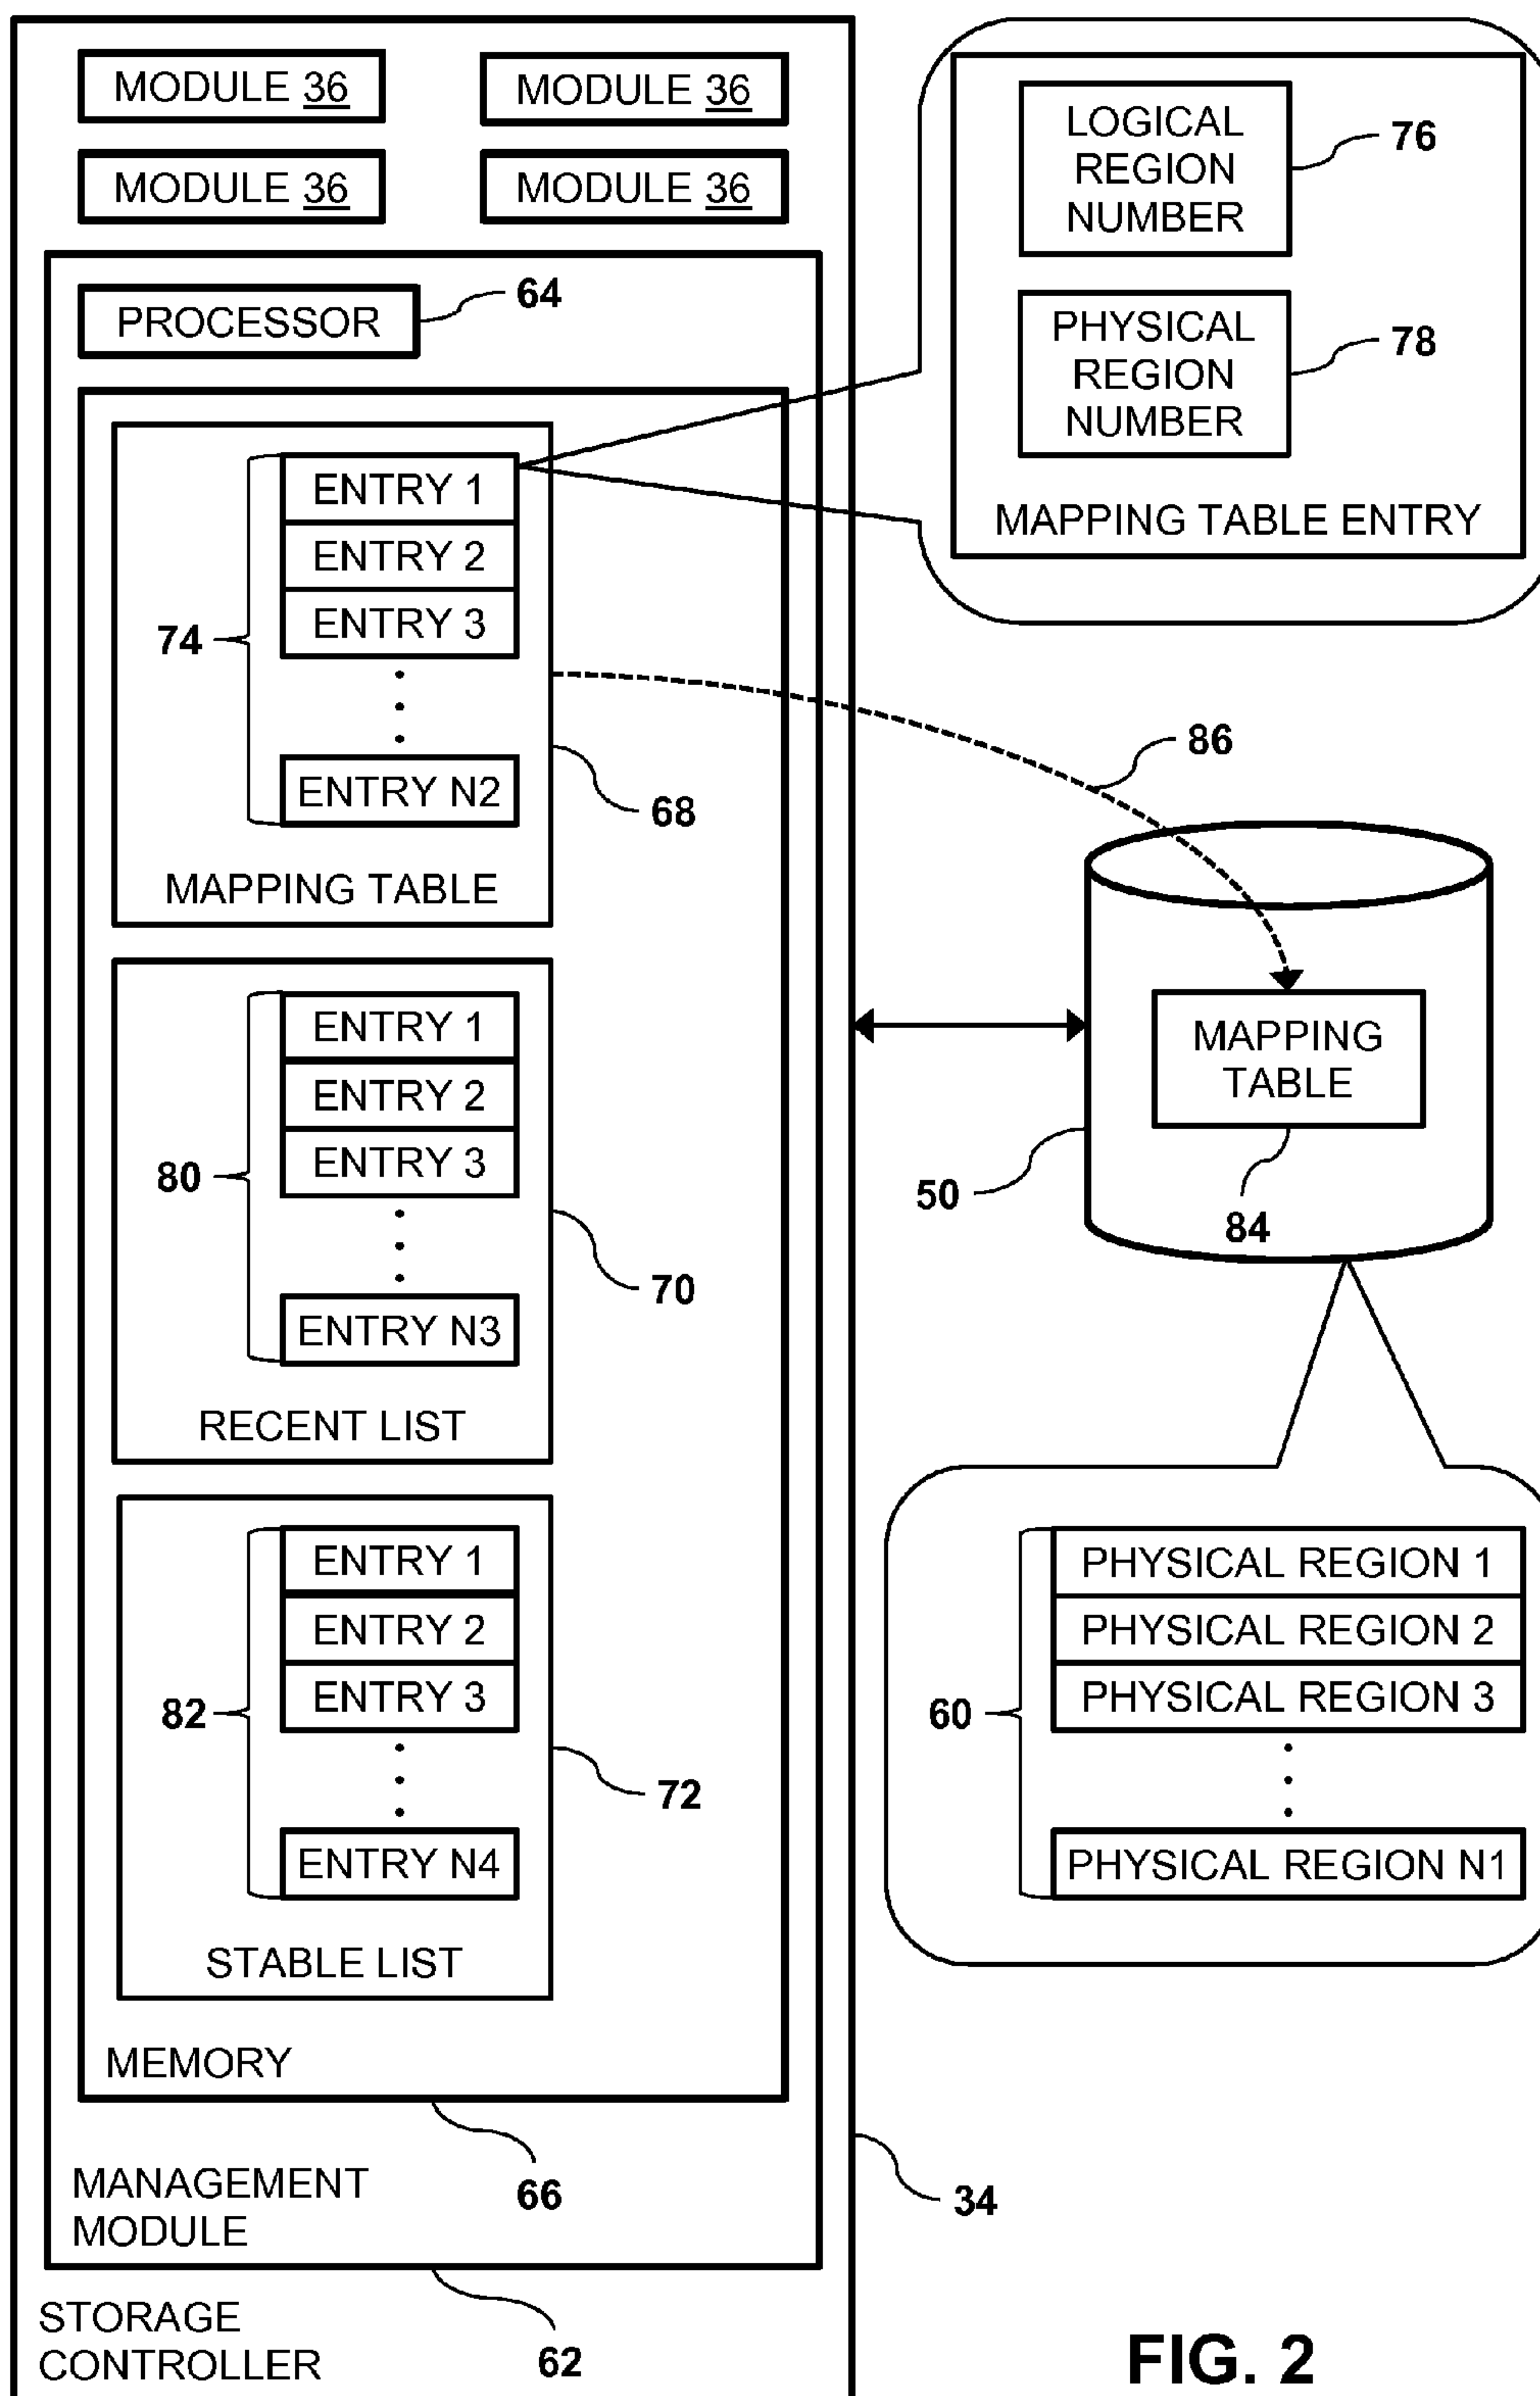 MODULE 36
MODULE 36
MODULE 36
MODULE 36
PROCESSOR
64
ENTRY 1
ENTRY 2
ENTRY 3
74
ENTRY N2
68
MAPPING TABLE
ENTRY 1
ENTRY 2
ENTRY 3
80
ENTRY N3
70
RECENT LIST
ENTRY 1
ENTRY 2
ENTRY 3
82
ENTRY N4
72
STABLE LIST
MEMORY
66
MANAGEMENT
MODULE
62
STORAGE
CONTROLLER
34
LOGICAL
REGION
NUMBER
76
PHYSICAL
REGION
NUMBER
78
MAPPING TABLE ENTRY
86
MAPPING
TABLE
50
84
PHYSICAL REGION 1
PHYSICAL REGION 2
PHYSICAL REGION 3
60
PHYSICAL REGION N1
FIG. 2